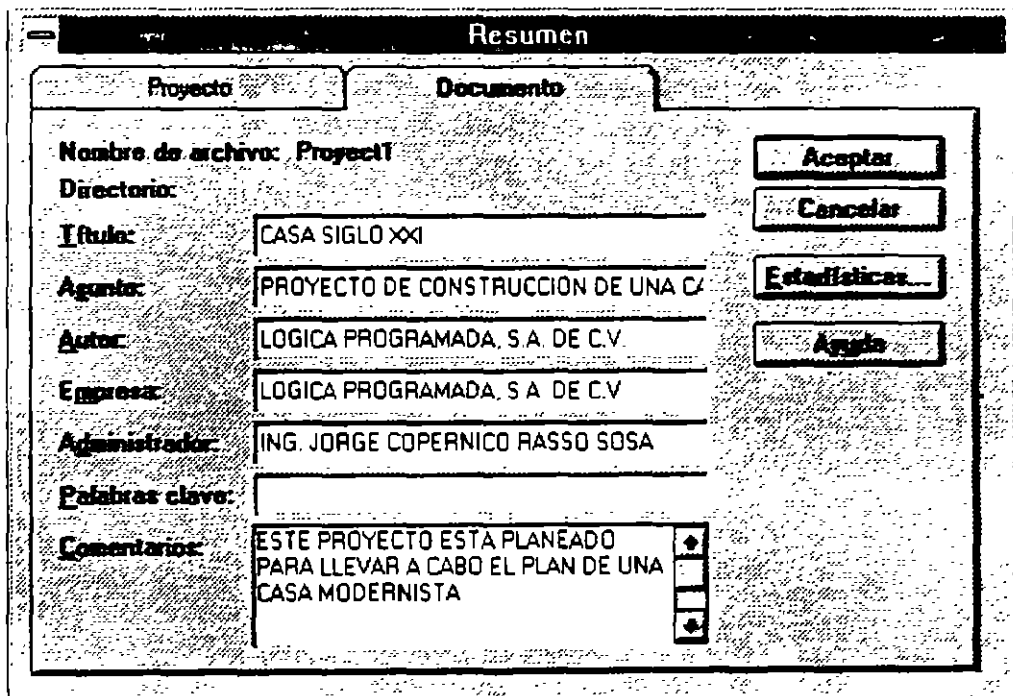 Resumen
Proyecto Documento
Nombre de archivo: Proyect1
Directorio:
Título: CASA SIGLO XXI
Asunto: PROYECTO DE CONSTRUCCION DE UNA CA
Autor: LOGICA PROGRAMADA, S.A. DE C.V.
Empresa: LOGICA PROGRAMADA, S.A. DE C.V
Administrador: ING. JORGE COPERNICO RASSO SOSA
Palabras clave:
Comentarios: ESTE PROYECTO ESTA PLANEADO
PARA LLEVAR A CABO EL PLAN DE UNA
CASA MODERNISTA
Aceptar
Cancelar
Estadísticas...
Ayuda